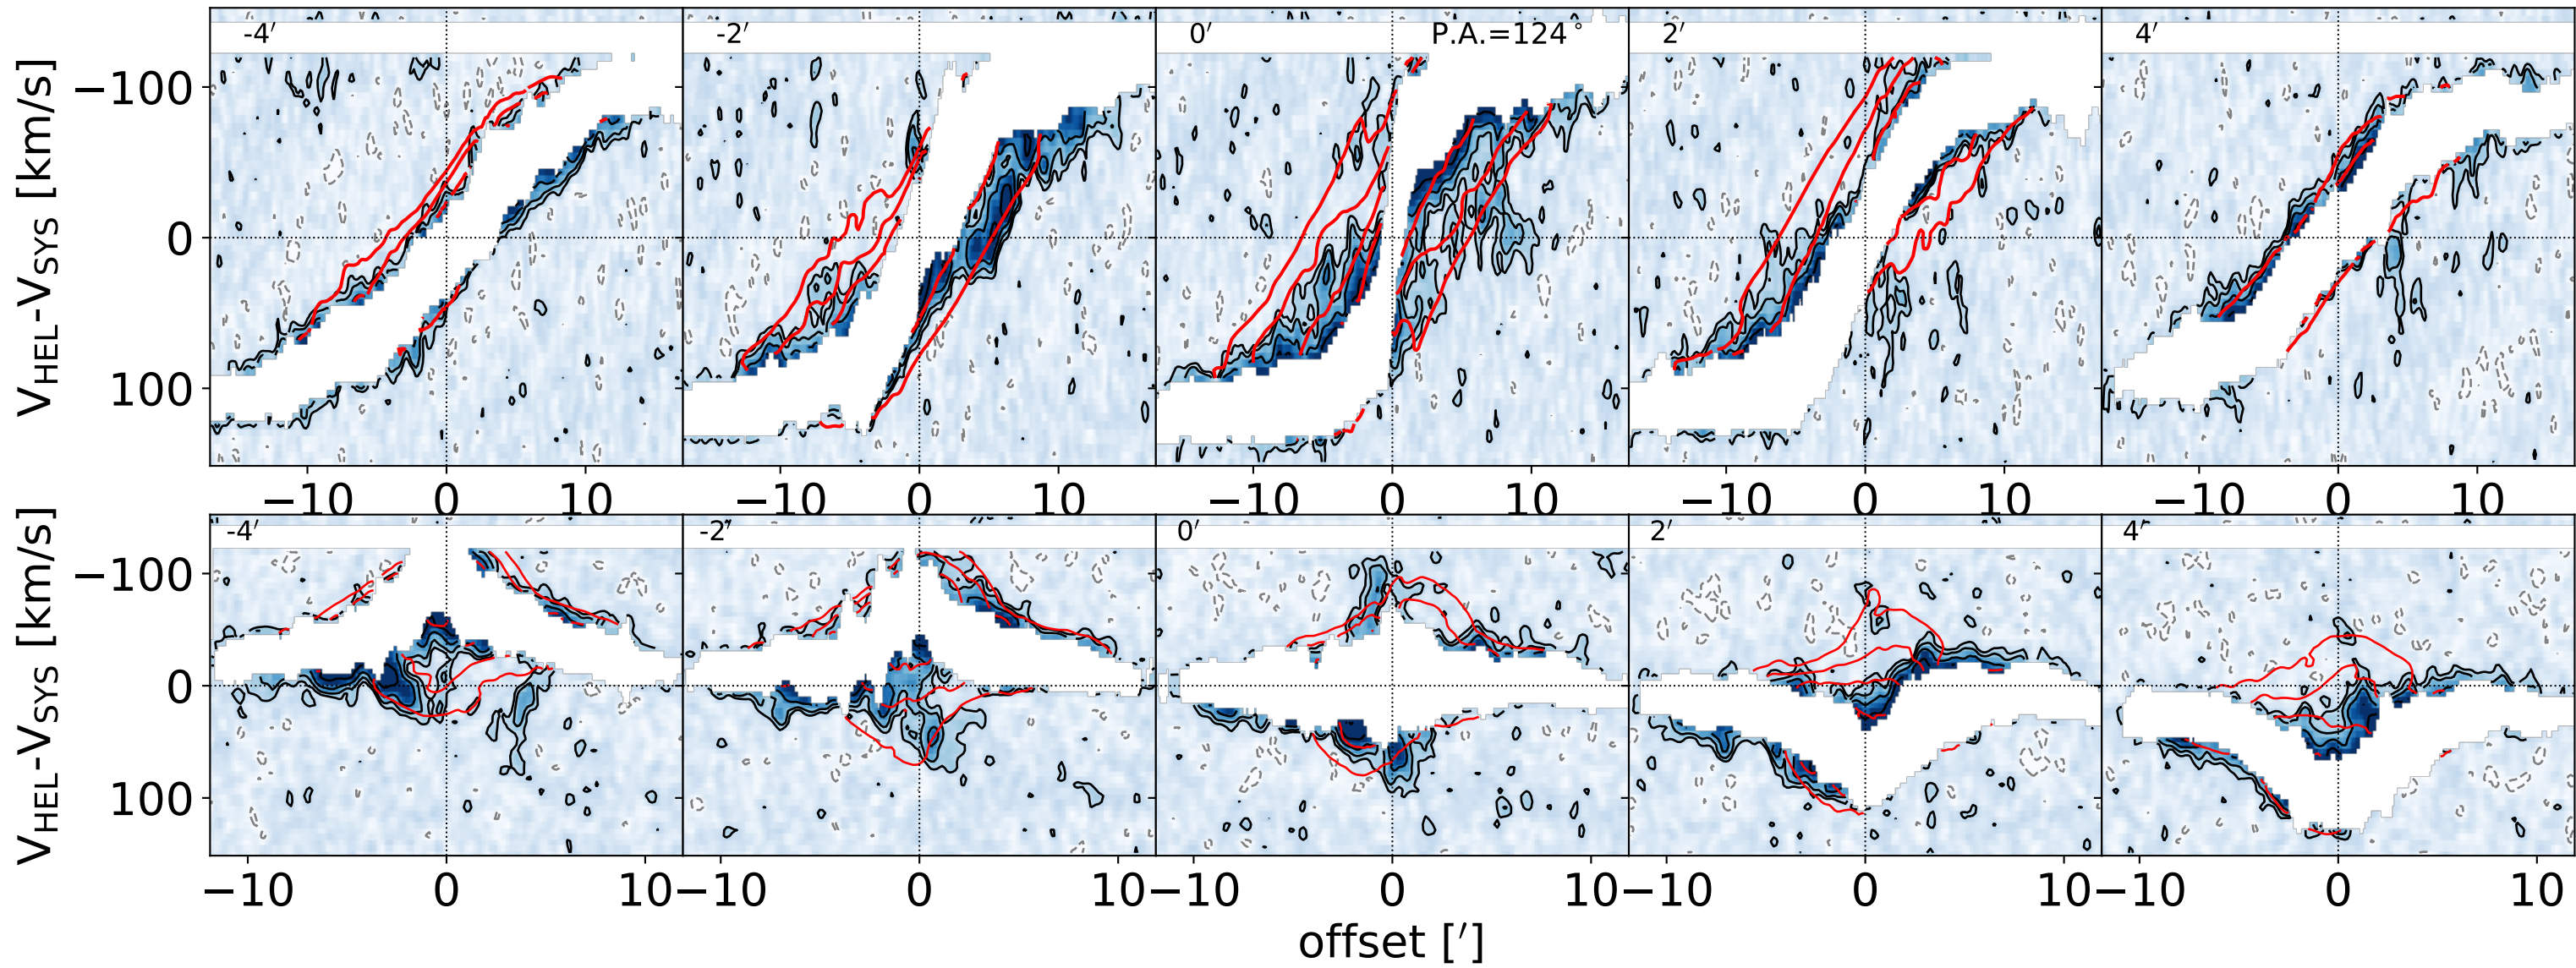 -4′ -2′ 0′ P.A.=124° 2′ 4′
V_HEL-V_SYS [km/s]
−100
0
100
−10 0 10 −10 0 10 −10 0 10 −10 0 10 −10 0 10
-4′ -2′ 0′ 2′ 4′
V_HEL-V_SYS [km/s]
−100
0
100
−10 0 10 −10 0 10 −10 0 10 −10 0 10 −10 0 10
offset [′]